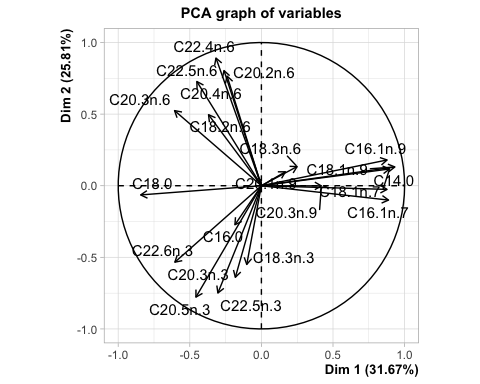 PCA graph of variables
Dim 2 (25.81%)
1.0
0.5
0.0
-0.5
-1.0
C22.4n.6
C22.5n.6
C20.2n.6
C20.4n.6
C20.3n.6
C18.2n.6
C18.3n.6
C16.1n.9
C18.1n.9
C14.0
C18.0
C18.1n.7
C20.3n.9
C16.1n.7
C16.0
C22.6n.3
C18.3n.3
C20.3n.3
C20.5n.3
C22.5n.3
-1.0
-0.5
0.0
0.5
1.0
Dim 1 (31.67%)